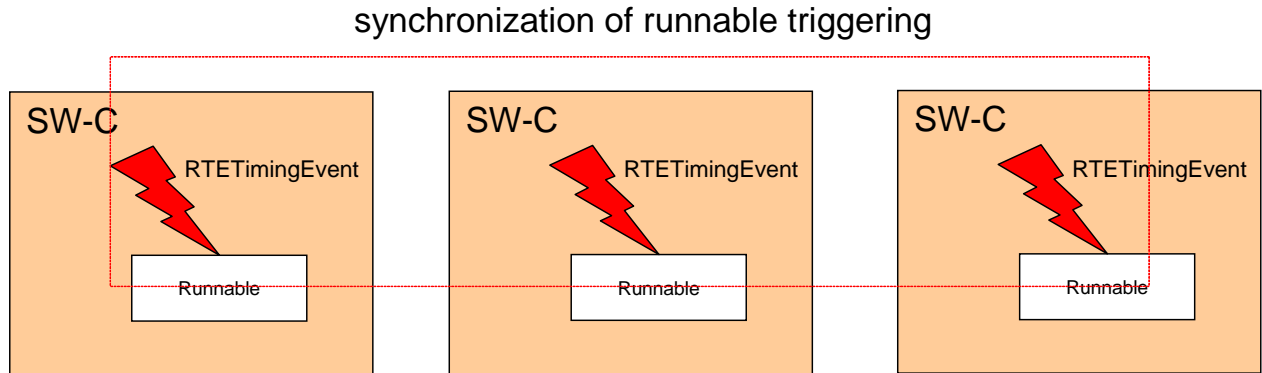 synchronization of runnable triggering
SW-C
RTETimingEvent
Runnable
SW-C
RTETimingEvent
Runnable
SW-C
RTETimingEvent
Runnable